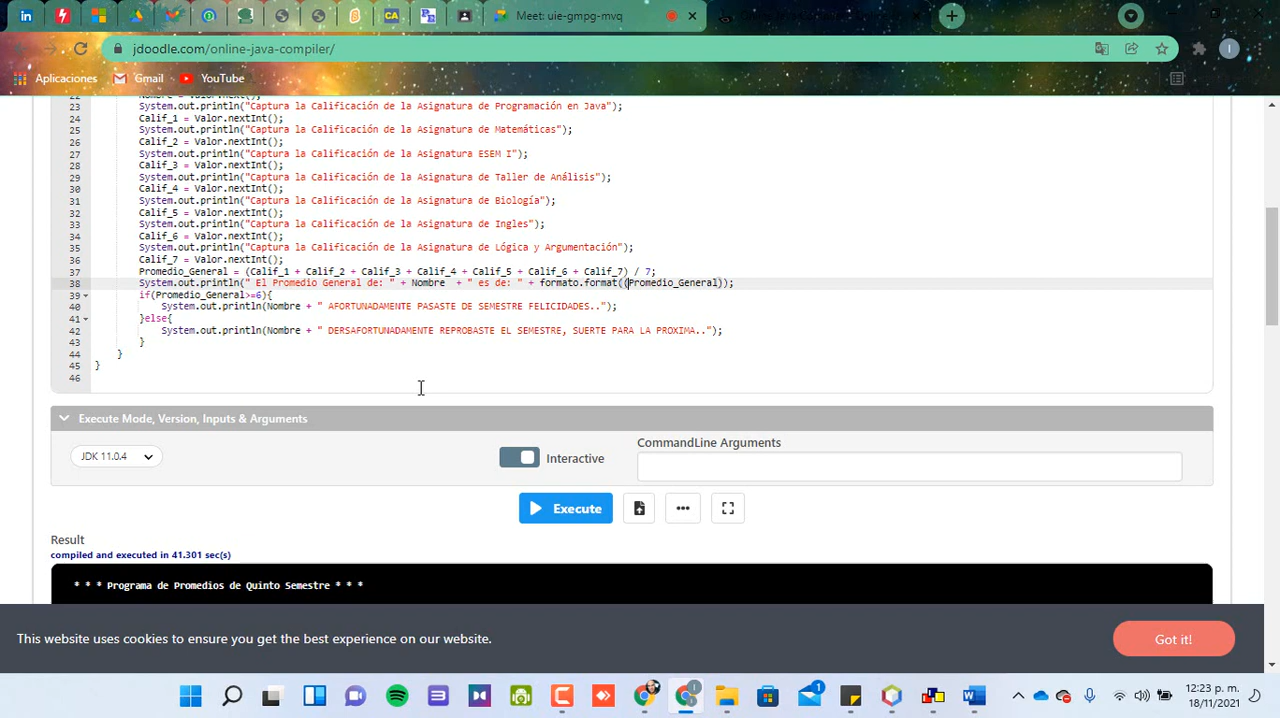 Meet: uie-gmpg-mvq
jdoodle.com/online-java-compiler/
Aplicaciones Gmail YouTube
23 System.out.println("Captura la Calificación de la Asignatura de Programación en Java");
24 Calif_1 = Valor.nextInt();
25 System.out.println("Captura la Calificación de la Asignatura de Matemáticas");
26 Calif_2 = Valor.nextInt();
27 System.out.println("Captura la Calificación de la Asignatura ESEM I");
28 Calif_3 = Valor.nextInt();
29 System.out.println("Captura la Calificación de la Asignatura de Taller de Análisis");
30 Calif_4 = Valor.nextInt();
31 System.out.println("Captura la Calificación de la Asignatura de Biología");
32 Calif_5 = Valor.nextInt();
33 System.out.println("Captura la Calificación de la Asignatura de Ingles");
34 Calif_6 = Valor.nextInt();
35 System.out.println("Captura la Calificación de la Asignatura de Lógica y Argumentación");
36 Calif_7 = Valor.nextInt();
37 Promedio_General = (Calif_1 + Calif_2 + Calif_3 + Calif_4 + Calif_5 + Calif_6 + Calif_7) / 7;
38 System.out.println(" El Promedio General de: " + Nombre + " es de: " + formato.format((Promedio_General));
39 if(Promedio_General>=6){
40 System.out.println(Nombre + " AFORTUNADAMENTE PASASTE DE SEMESTRE FELICIDADES..");
41 }else{
42 System.out.println(Nombre + " DERSAFORTUNADAMENTE REPROBASTE EL SEMESTRE, SUERTE PARA LA PROXIMA..");
43 }
44 }
45 }
46
Execute Mode, Version, Inputs & Arguments
CommandLine Arguments
JDK 11.0.4
Interactive
Execute
Result
compiled and executed in 41.301 sec(s)
* * * Programa de Promedios de Quinto Semestre * * *
This website uses cookies to ensure you get the best experience on our website.
Got it!
12:23 p. m.
18/11/2021